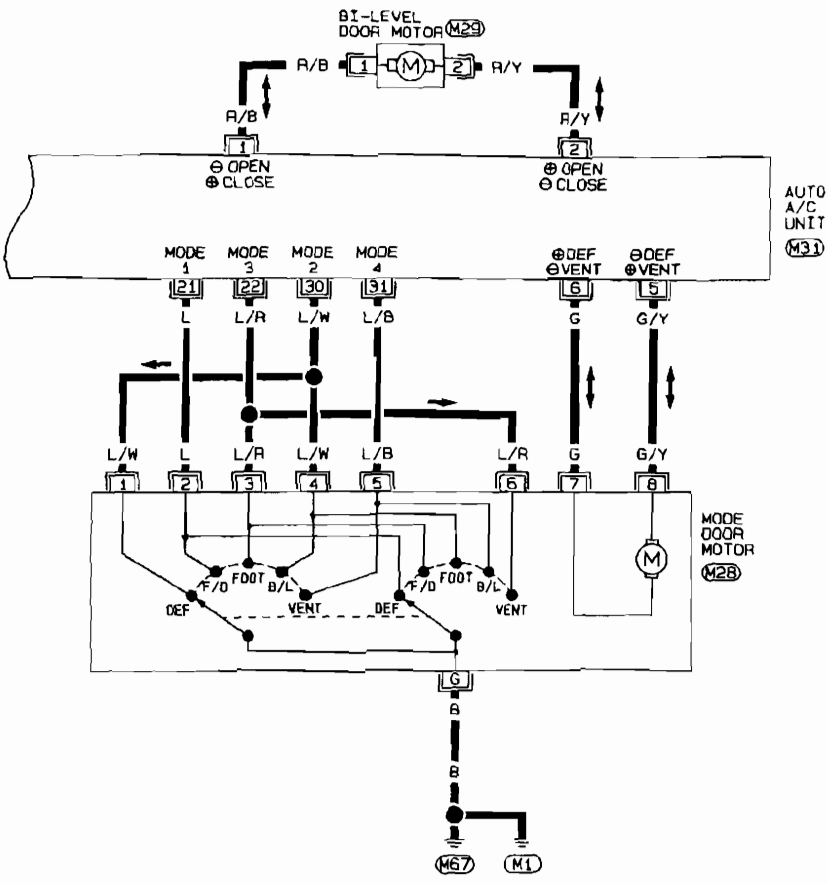 BI-LEVEL
DOOR MOTOR M29
R/B 1 M 2 R/Y
R/B R/Y
1 2
⊖ OPEN ⊕ OPEN
⊕ CLOSE ⊖ CLOSE
AUTO
A/C
UNIT
M31
MODE MODE MODE MODE ⊕DEF ⊖DEF
1 3 2 4 ⊖VENT ⊕VENT
21 22 30 31 6 5
L L/R L/W L/B G G/Y
L/W L L/R L/W L/B L/R G G/Y
1 2 3 4 5 6 7 8
MODE
DOOR
MOTOR
M28
M
F/D FOOT B/L F/D FOOT B/L
DEF VENT DEF VENT
G
B
B
M67 M1